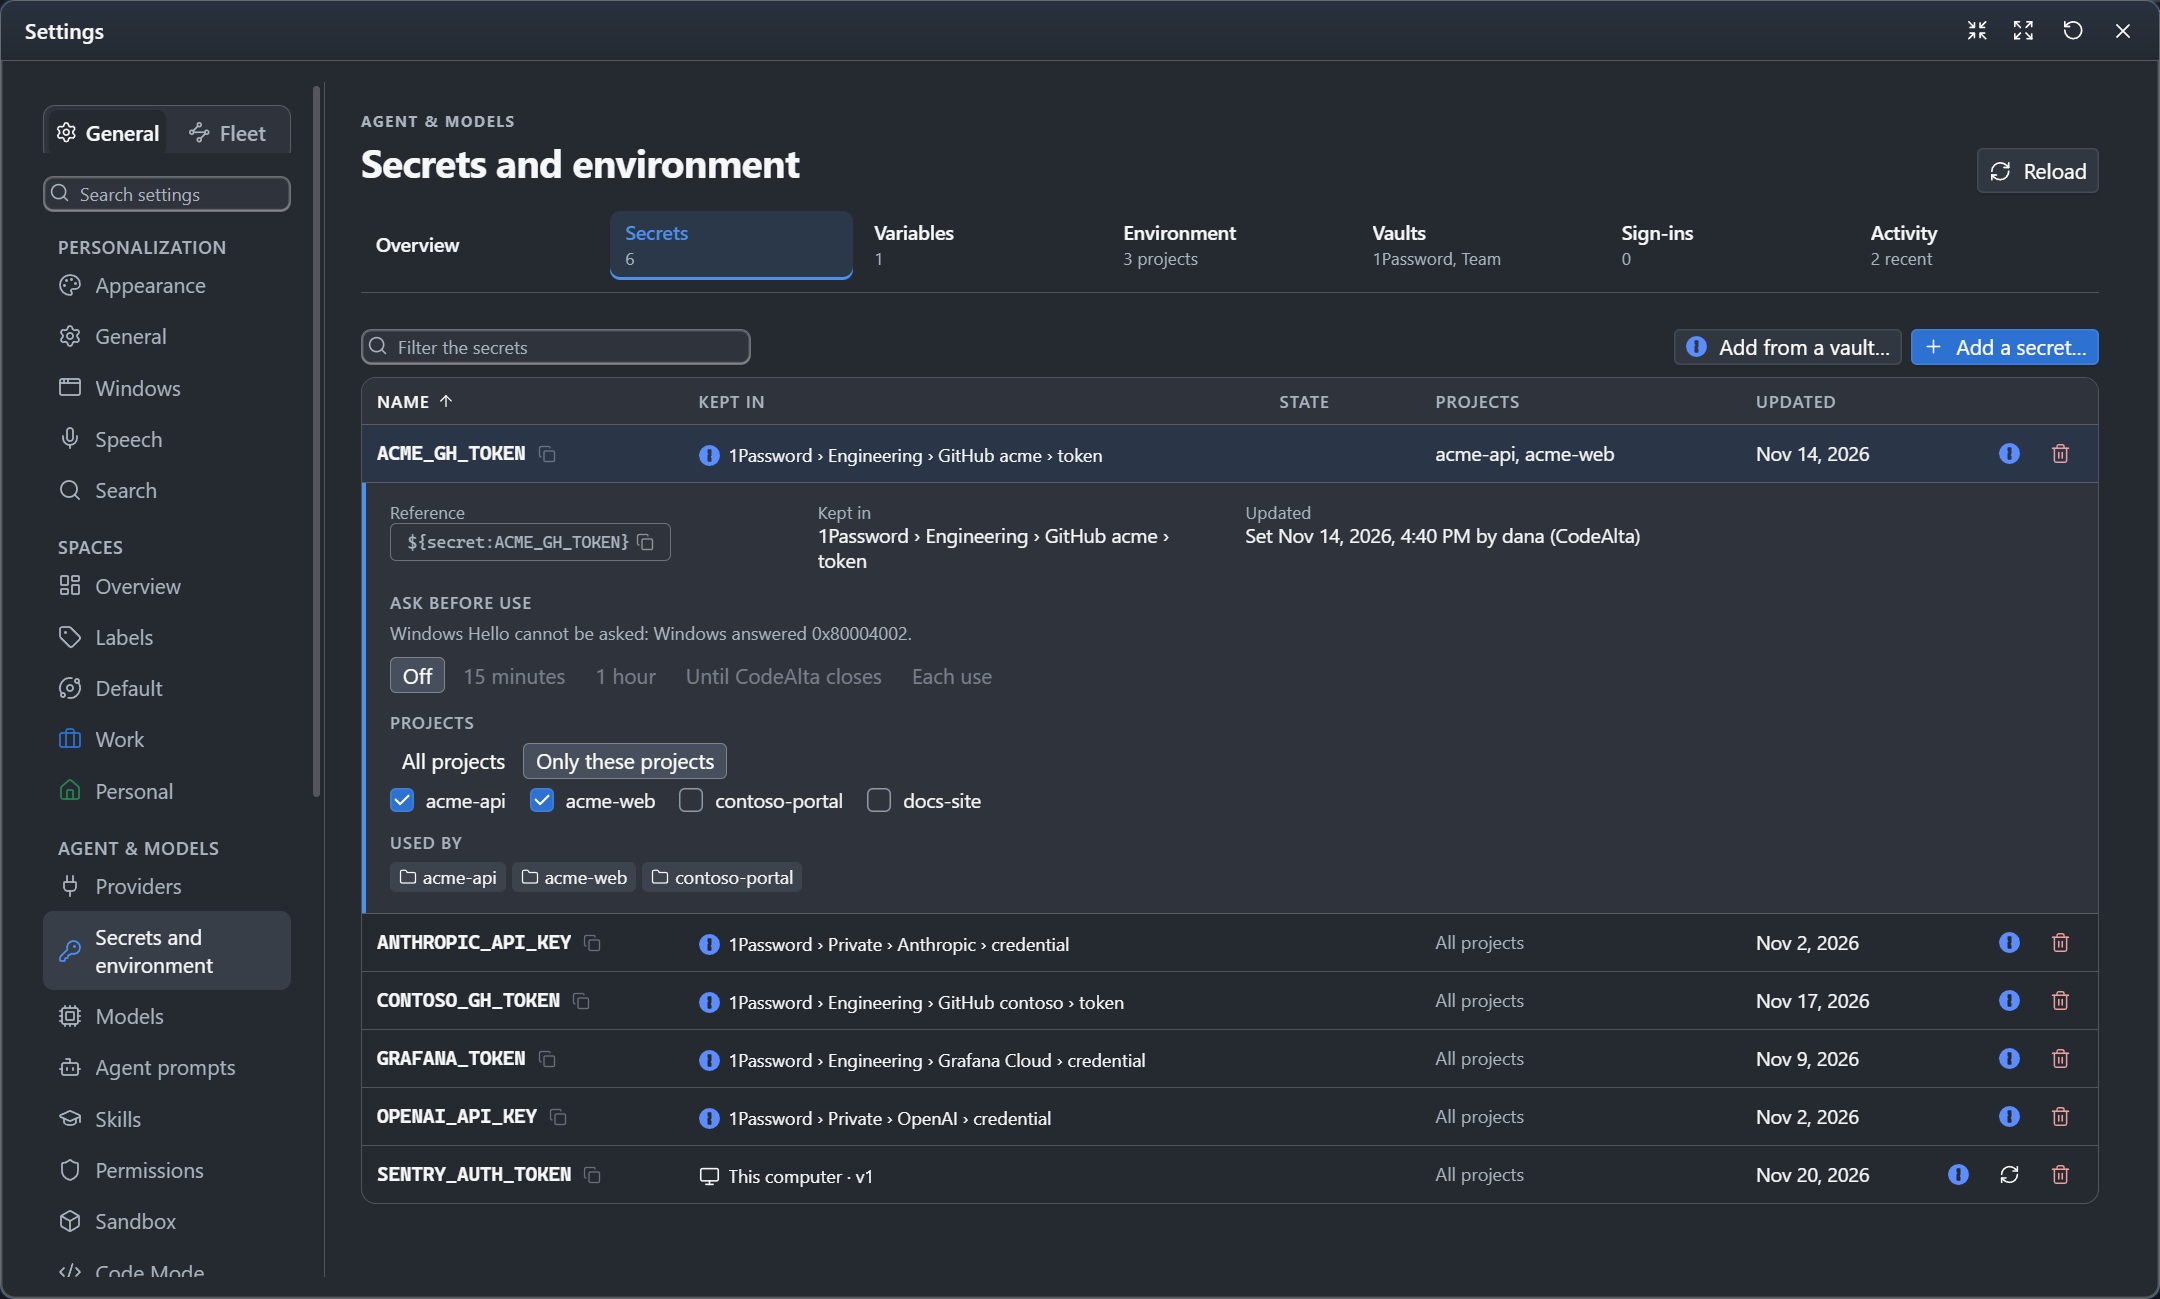 Settings
General
Fleet
Search settings
PERSONALIZATION
Appearance
General
Windows
Speech
Search
SPACES
Overview
Labels
Default
Work
Personal
AGENT & MODELS
Providers
Secrets and
environment
Models
Agent prompts
Skills
Permissions
Sandbox
Code Mode
AGENT & MODELS
Secrets and environment
Reload
Overview
Secrets
6
Variables
1
Environment
3 projects
Vaults
1Password, Team
Sign-ins
0
Activity
2 recent
Filter the secrets
Add from a vault...
Add a secret...
NAME KEPT IN STATE PROJECTS UPDATED
ACME_GH_TOKEN 1Password › Engineering › GitHub acme › token acme-api, acme-web Nov 14, 2026
Reference
${secret:ACME_GH_TOKEN}
Kept in
1Password › Engineering › GitHub acme ›
token
Updated
Set Nov 14, 2026, 4:40 PM by dana (CodeAlta)
ASK BEFORE USE
Windows Hello cannot be asked: Windows answered 0x80004002.
Off 15 minutes 1 hour Until CodeAlta closes Each use
PROJECTS
All projects Only these projects
acme-api acme-web contoso-portal docs-site
USED BY
acme-api acme-web contoso-portal
ANTHROPIC_API_KEY 1Password › Private › Anthropic › credential All projects Nov 2, 2026
CONTOSO_GH_TOKEN 1Password › Engineering › GitHub contoso › token All projects Nov 17, 2026
GRAFANA_TOKEN 1Password › Engineering › Grafana Cloud › credential All projects Nov 9, 2026
OPENAI_API_KEY 1Password › Private › OpenAI › credential All projects Nov 2, 2026
SENTRY_AUTH_TOKEN This computer · v1 All projects Nov 20, 2026